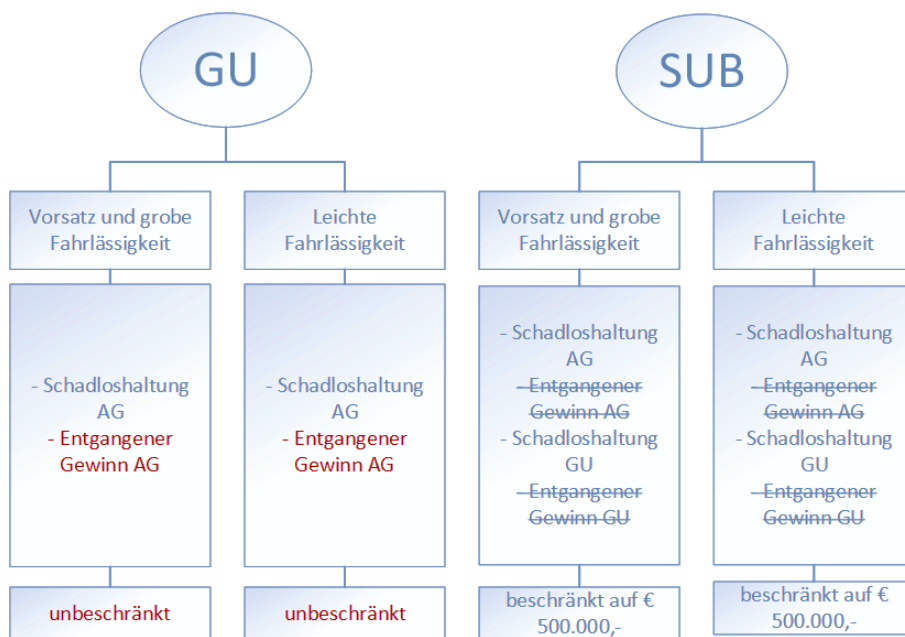 GU
Vorsatz und grobe
Fahrlässigkeit
- Schadloshaltung
AG
- Entgangener
Gewinn AG
unbeschränkt
Leichte
Fahrlässigkeit
- Schadloshaltung
AG
- Entgangener
Gewinn AG
unbeschränkt
SUB
Vorsatz und grobe
Fahrlässigkeit
- Schadloshaltung
AG
- Entgangener
Gewinn AG
- Schadloshaltung
GU
- Entgangener
Gewinn GU
beschränkt auf €
500.000,-
Leichte
Fahrlässigkeit
- Schadloshaltung
AG
- Entgangener
Gewinn AG
- Schadloshaltung
GU
- Entgangener
Gewinn GU
beschränkt auf €
500.000,-